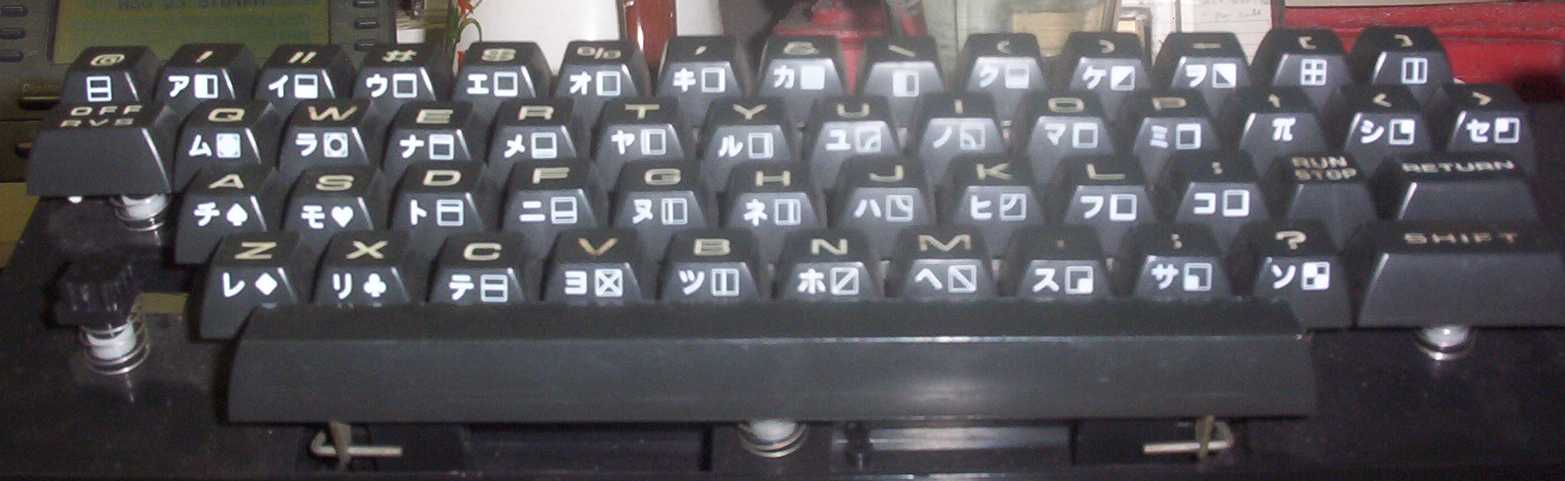 @ ! " # $ % ' & \ ( ) ← [ ]
ア イ ウ エ オ キ カ ク ケ ヲ
OFF RVS Q W E R T Y U I O P ↑ < >
ム ラ ナ メ ヤ ル ユ ノ マ ミ π シ セ
A S D F G H J K L : RUN STOP RETURN
チ♠ モ♥ ト ニ ヌ ネ ハ ヒ フ コ
Z X C V B N M ; ? SHIFT
レ♦ リ♣ テ ヨ ツ ホ ヘ ス サ ソ